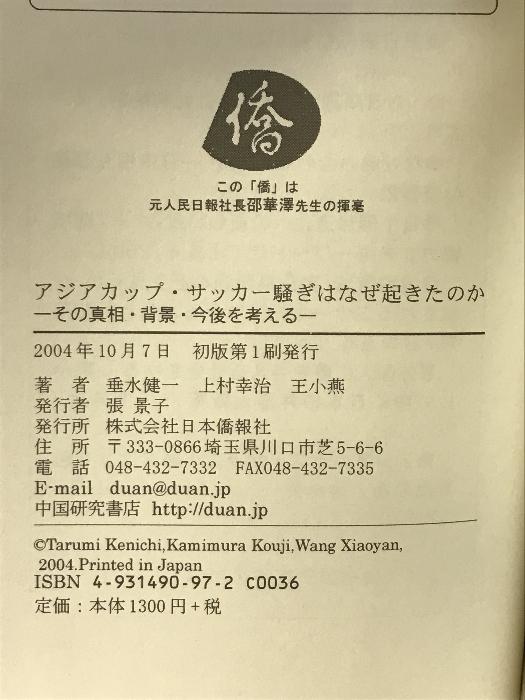 僑
この「僑」は
元人民日報社長邵華澤先生の揮毫
アジアカップ・サッカー騒ぎはなぜ起きたのか
―その真相・背景・今後を考える―
2004年10月7日　初版第1刷発行
著　者　垂水健一　上村幸治　王小燕
発行者　張 景子
発行所　株式会社日本僑報社
住　所　〒333-0866埼玉県川口市芝5-6-6
電　話　048-432-7332　FAX048-432-7335
E-mail　duan@duan.jp
中国研究書店　http://duan.jp
©Tarumi Kenichi,Kamimura Kouji,Wang Xiaoyan,
2004.Printed in Japan
ISBN 4-931490-97-2 C0036
定価：本体1300円＋税